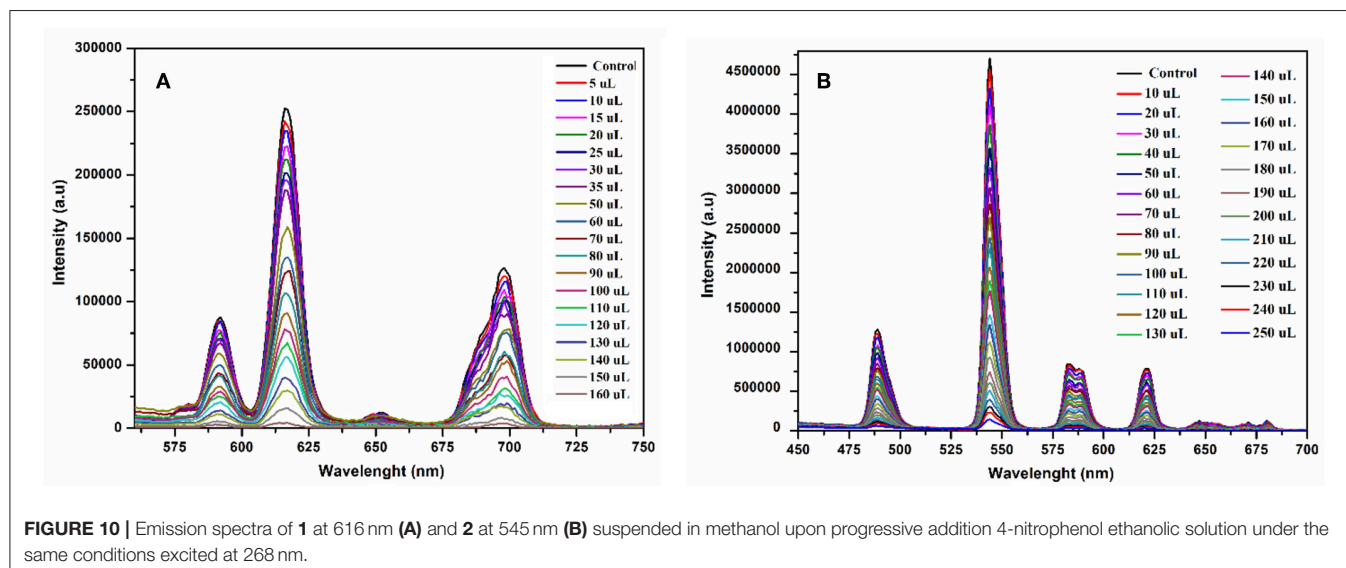 300000
250000
200000
150000
100000
50000
0
Intensity (a.u)
A
Control
5 uL
10 uL
15 uL
20 uL
25 uL
30 uL
35 uL
50 uL
60 uL
70 uL
80 uL
90 uL
100 uL
110 uL
120 uL
130 uL
140 uL
150 uL
160 uL
575 600 625 650 675 700 725 750
Wavelenght (nm)
4500000
4000000
3500000
3000000
2500000
2000000
1500000
1000000
500000
0
Intensity (a.u)
B
Control
10 uL
20 uL
30 uL
40 uL
50 uL
60 uL
70 uL
80 uL
90 uL
100 uL
110 uL
120 uL
130 uL
140 uL
150 uL
160 uL
170 uL
180 uL
190 uL
200 uL
210 uL
220 uL
230 uL
240 uL
250 uL
450 475 500 525 550 575 600 625 650 675 700
Wavelenght (nm)
FIGURE 10 | Emission spectra of 1 at 616 nm (A) and 2 at 545 nm (B) suspended in methanol upon progressive addition 4-nitrophenol ethanolic solution under the
same conditions excited at 268 nm.